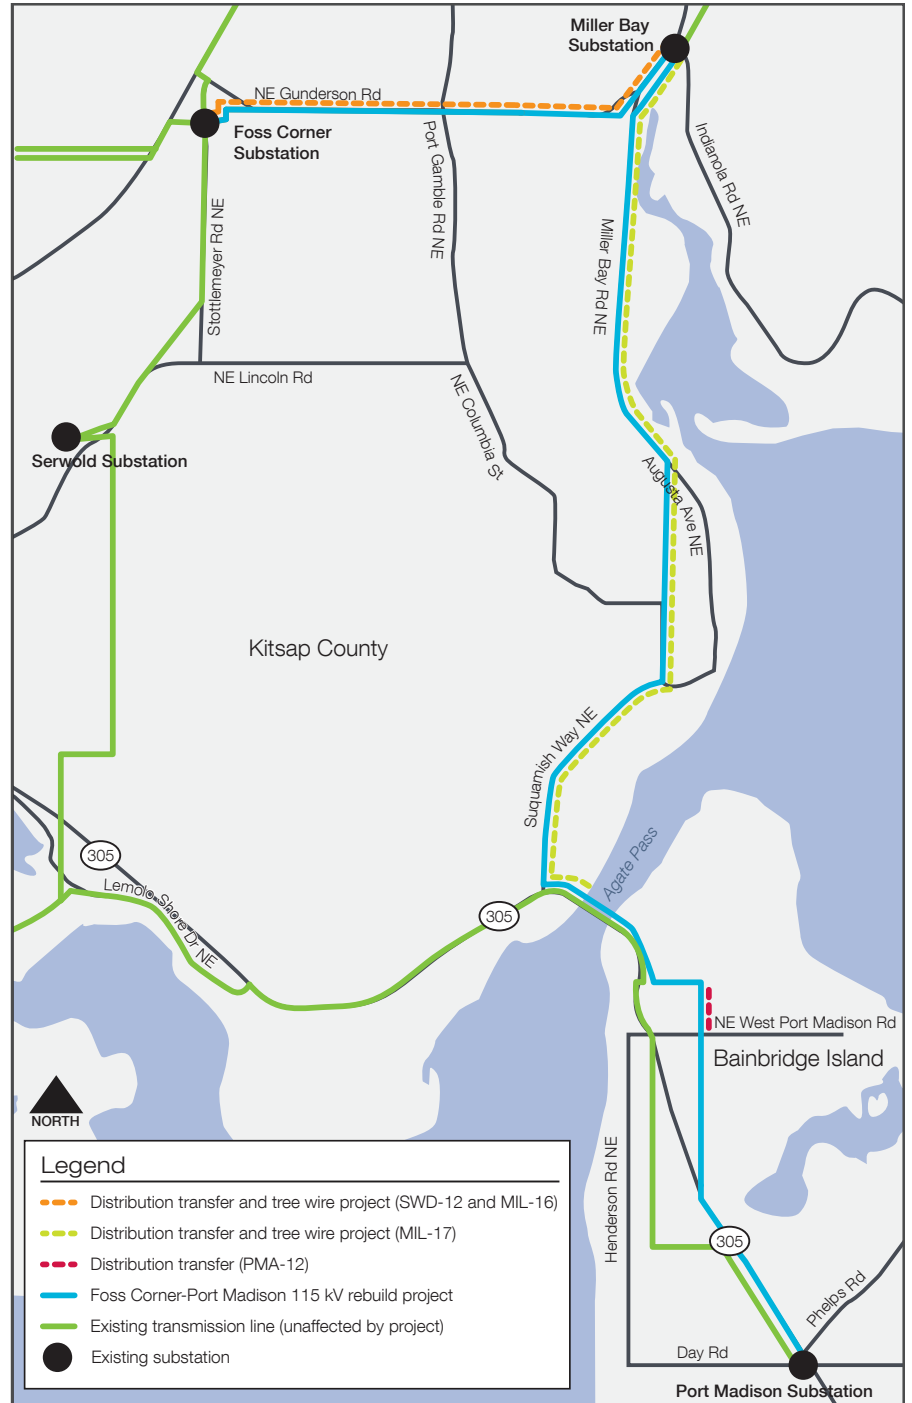 Miller Bay
Substation
NE Gunderson Rd
Foss Corner
Substation
Port Gamble Rd NE
Indianola Rd NE
Stottlemeyer Rd NE
Miller Bay Rd NE
NE Lincoln Rd
NE Columbia St
Serwold Substation
Augusta Ave NE
Kitsap County
Suquamish Way NE
305
Agate Pass
Lemolo Shore Dr NE
305
NE West Port Madison Rd
Bainbridge Island
NORTH
Henderson Rd NE
305
Phelps Rd
Day Rd
Port Madison Substation
Legend
Distribution transfer and tree wire project (SWD-12 and MIL-16)
Distribution transfer and tree wire project (MIL-17)
Distribution transfer (PMA-12)
Foss Corner-Port Madison 115 kV rebuild project
Existing transmission line (unaffected by project)
Existing substation